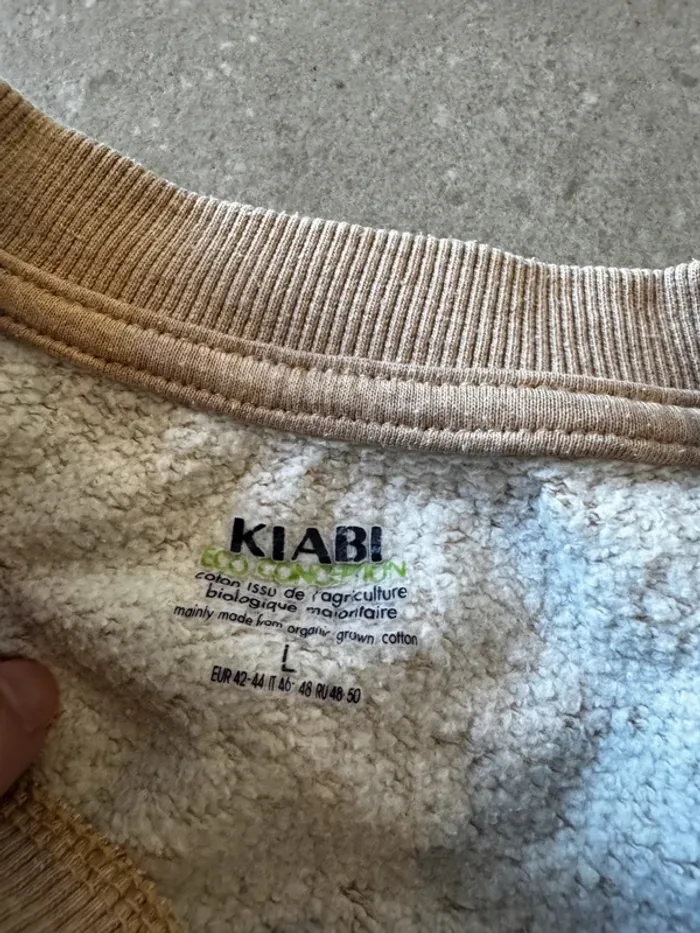 KIABI
ECO CONCEPTION
coton issu de l'agriculture
biologique majoritaire
mainly made from organic grown cotton
L
EUR 42-44 IT 46-48 RU 48-50